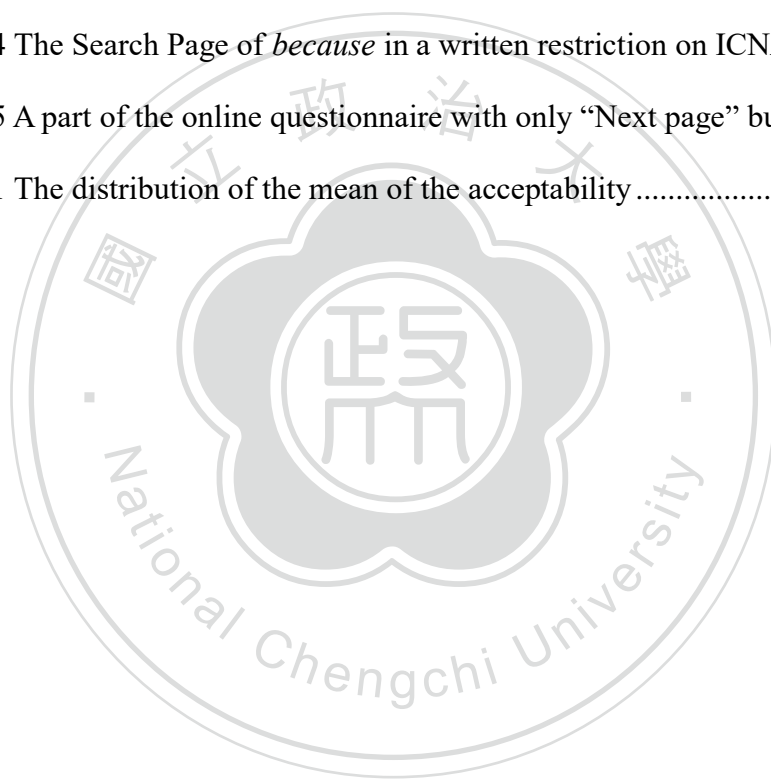 4 The Search Page of because in a written restriction on ICN
5 A part of the online questionnaire with only “Next page” bu
1 The distribution of the mean of the acceptability..................
國立政治大學
政
National Chengchi University